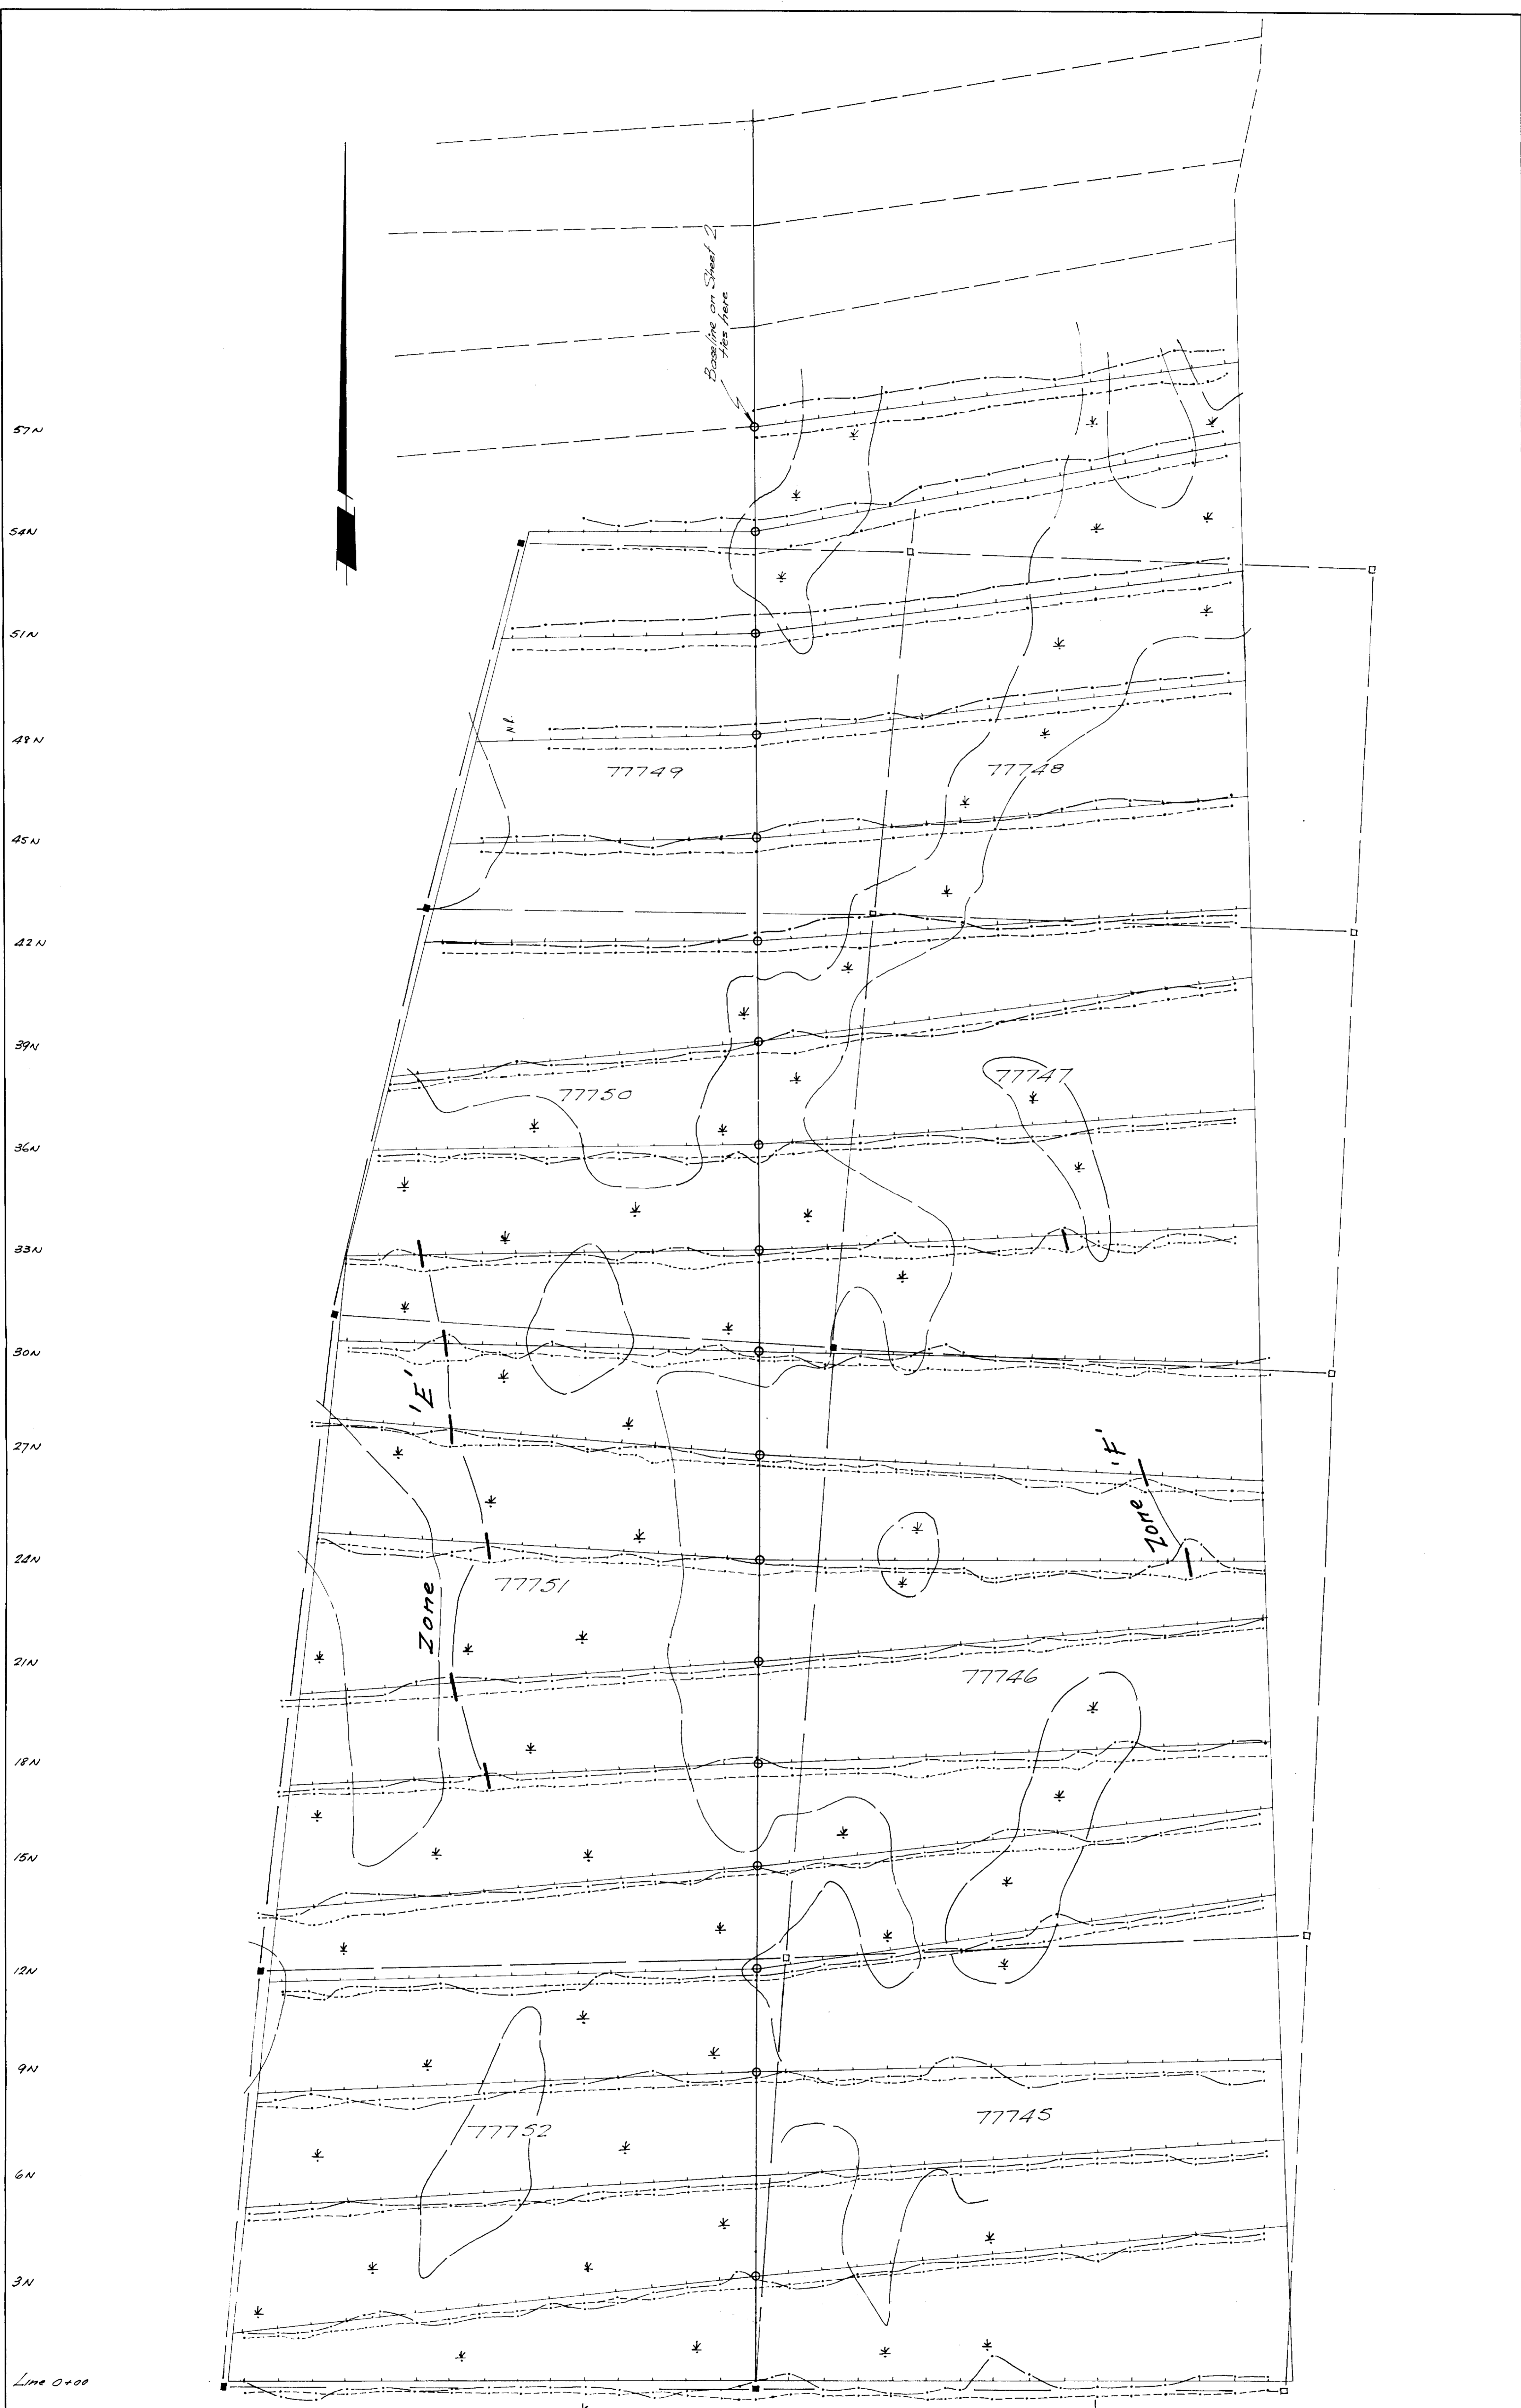 Baseline on Sheet 2
ties here
57N
54N
51N
48N
N.R.
77749
77748
45N
42N
39N
77750
77747
36N
33N
30N
'E'
27N
'F'
Zone
24N
77751
Zone
21N
77746
18N
15N
12N
9N
77745
77752
6N
3N
Line 0+00